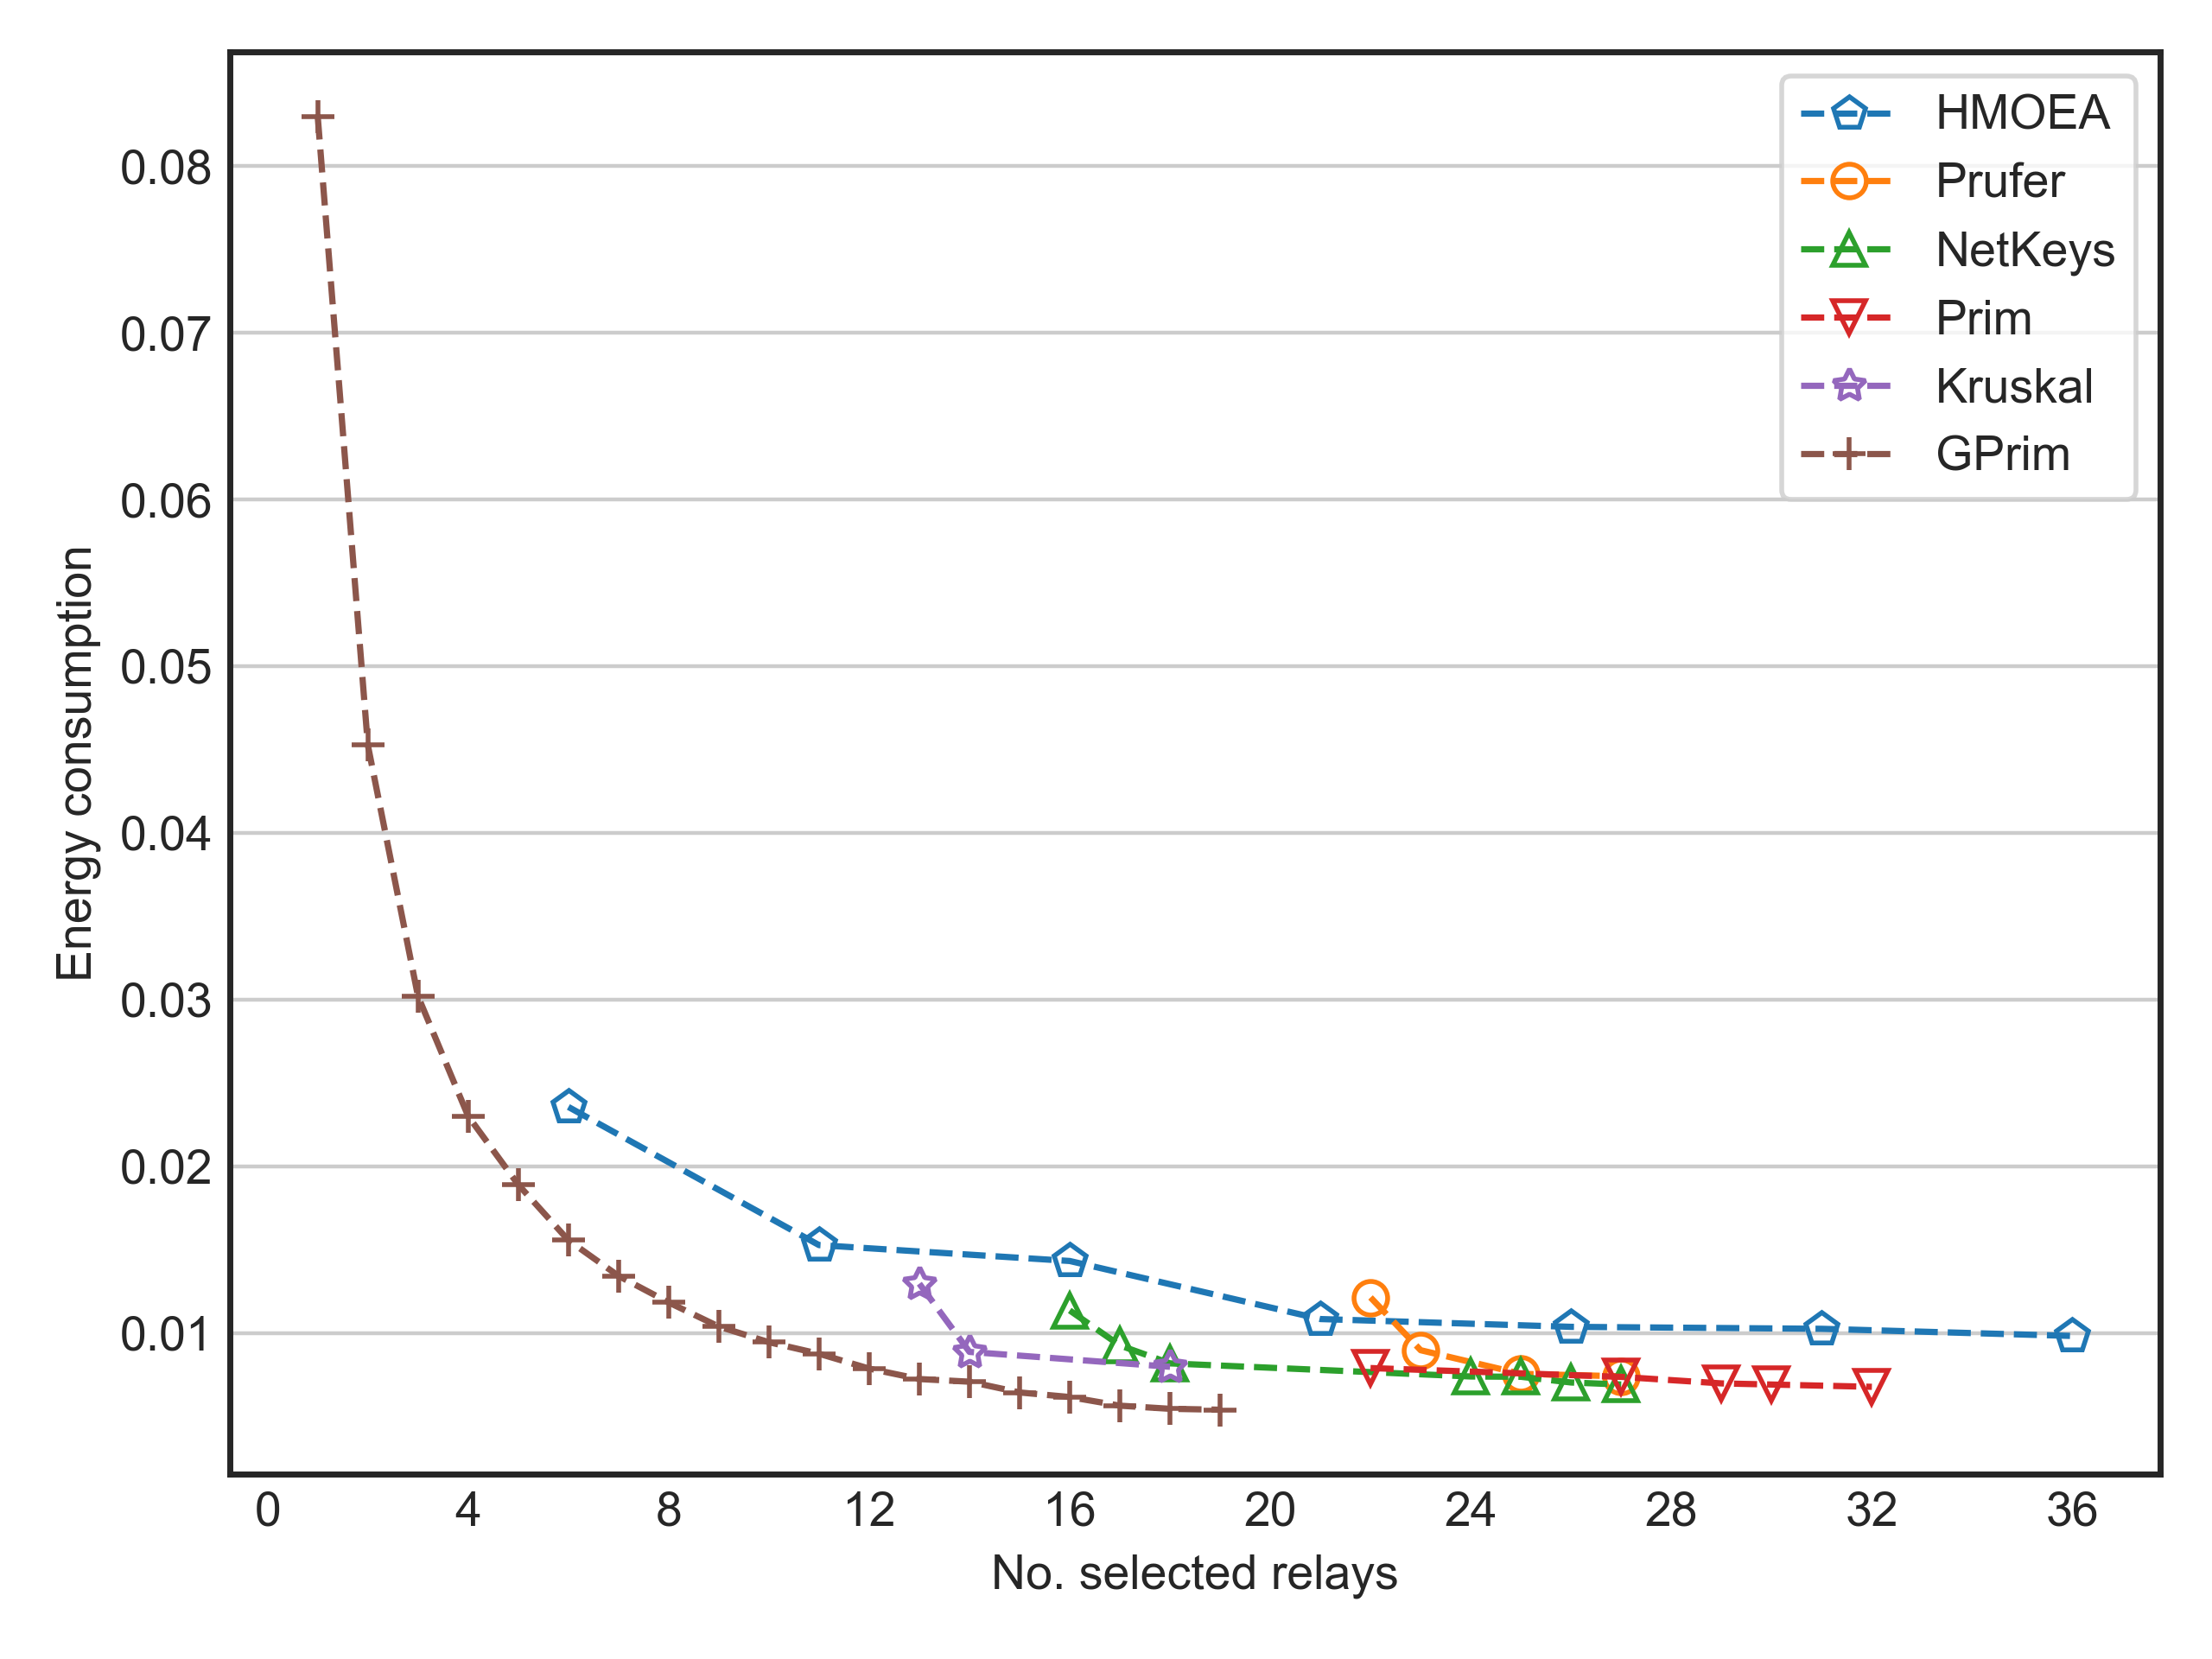 HMOEA
Prufer
NetKeys
Prim
Kruskal
GPrim
Energy consumption
0.08
0.07
0.06
0.05
0.04
0.03
0.02
0.01
0 4 8 12 16 20 24 28 32 36
No. selected relays